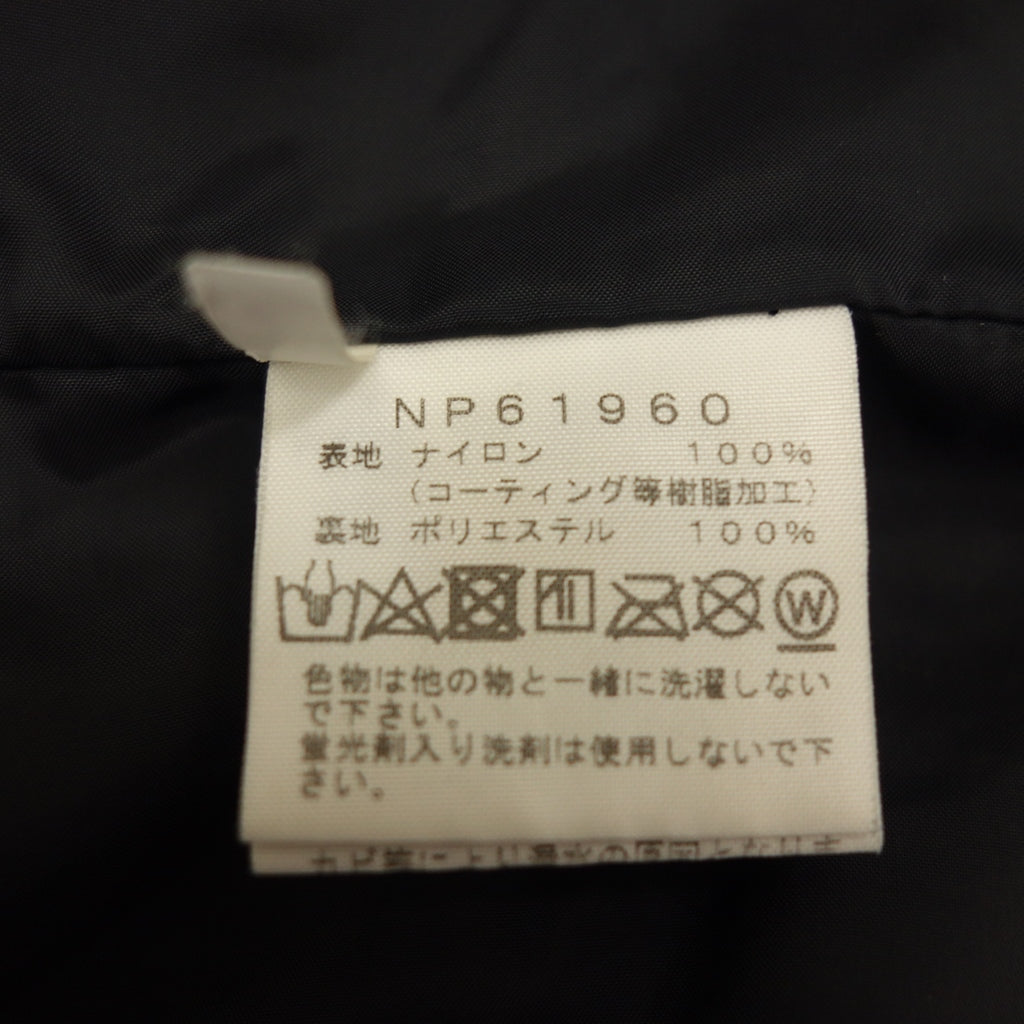 NP61960
表地 ナイロン 100%
(コーティング等樹脂加工)
裏地 ポリエステル 100%
W
色物は他の物と一緒に洗濯しない
で下さい。
蛍光剤入り洗剤は使用しないで下
さい。